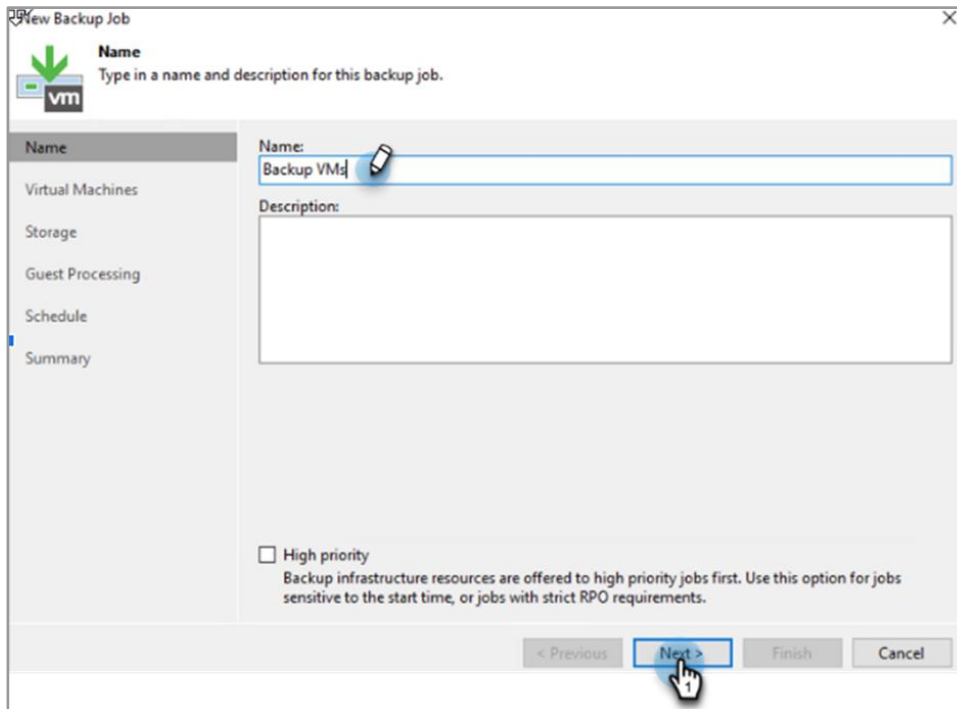 New Backup Job
Name
Type in a name and description for this backup job.
vm
Name
Virtual Machines
Storage
Guest Processing
Schedule
Summary
Name:
Backup VMs
Description:
High priority
Backup infrastructure resources are offered to high priority jobs first. Use this option for jobs
sensitive to the start time, or jobs with strict RPO requirements.
< Previous Next > Finish Cancel
1